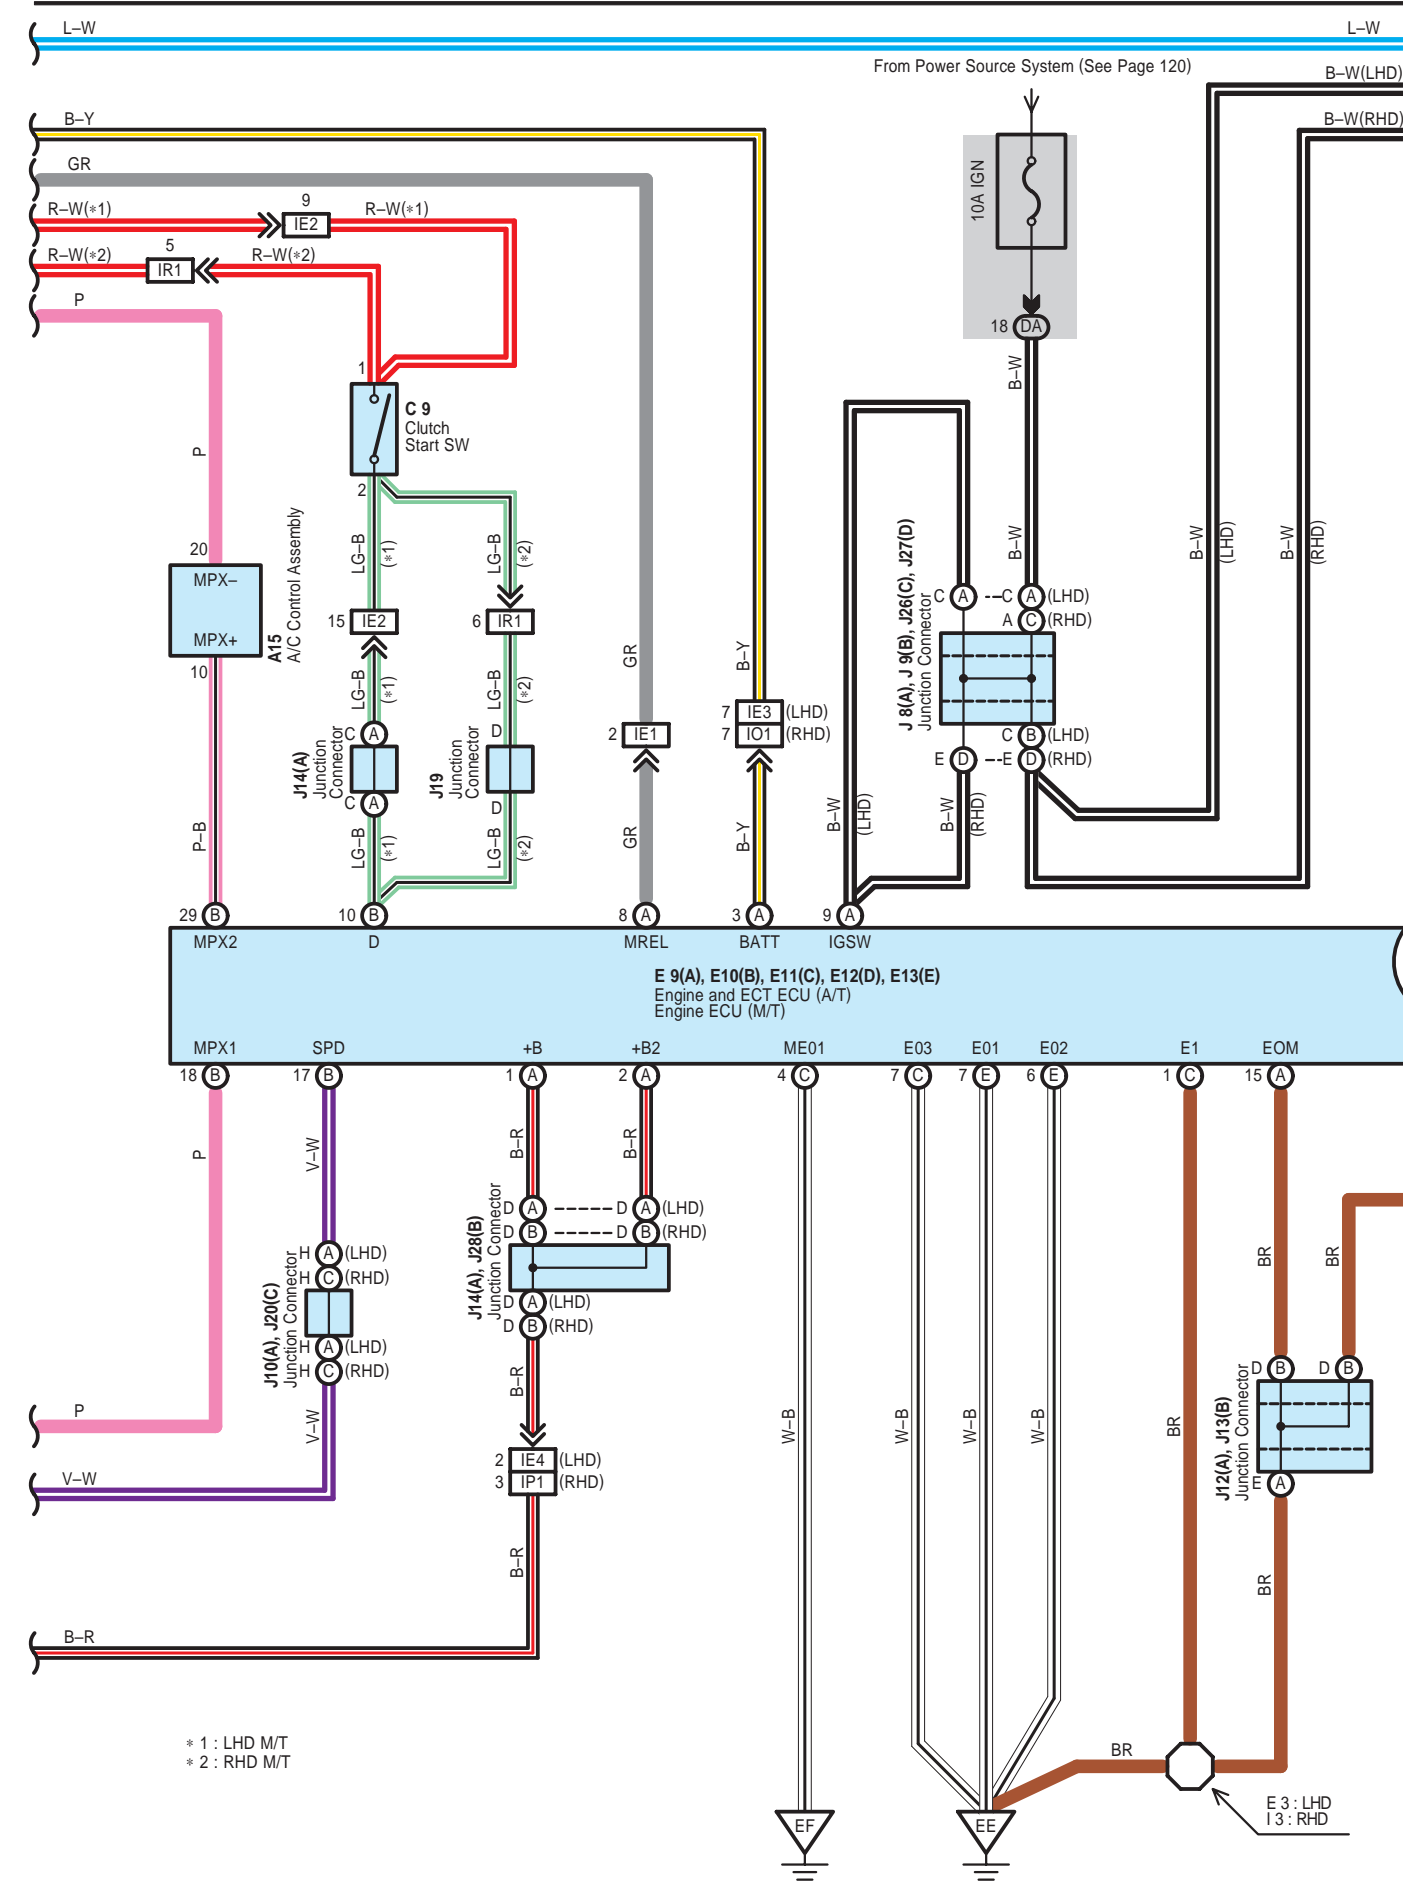 L–W
L–W
From Power Source System (See Page 120)
B–W(LHD)
B–Y
B–W(RHD)
GR
10A IGN
R–W(∗1)
9
IE2
R–W(∗1)
R–W(∗2)
5
IR1
R–W(∗2)
P
18
DA
1
B–W
C 9
Clutch
Start SW
P
2
20
MPX–
MPX+
10
A15
A/C Control Assembly
LG–B
(∗1)
LG–B
(∗2)
B–W
B–W
(LHD)
B–W
(RHD)
J 8(A), J 9(B), J26(C), J27(D)
Junction Connector
C
A
C
A
(LHD)
A
C
(RHD)
15
IE2
6
IR1
GR
B–Y
LG–B
(∗1)
LG–B
(∗2)
2
IE1
7
IE3
(LHD)
7
IO1
(RHD)
C
B
(LHD)
E
D
E
D
(RHD)
C
A
D
J14(A)
Junction
Connector
J19
Junction
Connector
C
A
D
P–B
LG–B
(∗1)
LG–B
(∗2)
GR
B–Y
B–W
(LHD)
B–W
(RHD)
29
B
10
B
8
A
3
A
9
A
MPX2
D
MREL
BATT
IGSW
E 9(A), E10(B), E11(C), E12(D), E13(E)
Engine and ECT ECU (A/T)
Engine ECU (M/T)
MPX1
SPD
+B
+B2
ME01
E03
E01
E02
E1
EOM
18
B
17
B
1
A
2
A
4
C
7
C
7
E
6
E
1
C
15
A
P
V–W
B–R
B–R
D
A
D
A
(LHD)
D
B
D
B
(RHD)
J14(A), J28(B)
Junction Connector
D
A
(LHD)
D
B
(RHD)
H
A
(LHD)
H
C
(RHD)
J10(A), J20(C)
Junction Connector
H
A
(LHD)
H
C
(RHD)
BR
BR
D
B
D
B
J12(A), J13(B)
Junction Connector
E
A
B–R
P
V–W
W–B
W–B
W–B
W–B
BR
2
IE4
(LHD)
3
IP1
(RHD)
V–W
B–R
BR
B–R
∗ 1 : LHD M/T
∗ 2 : RHD M/T
BR
E 3 : LHD
I 3 : RHD
EF
EE